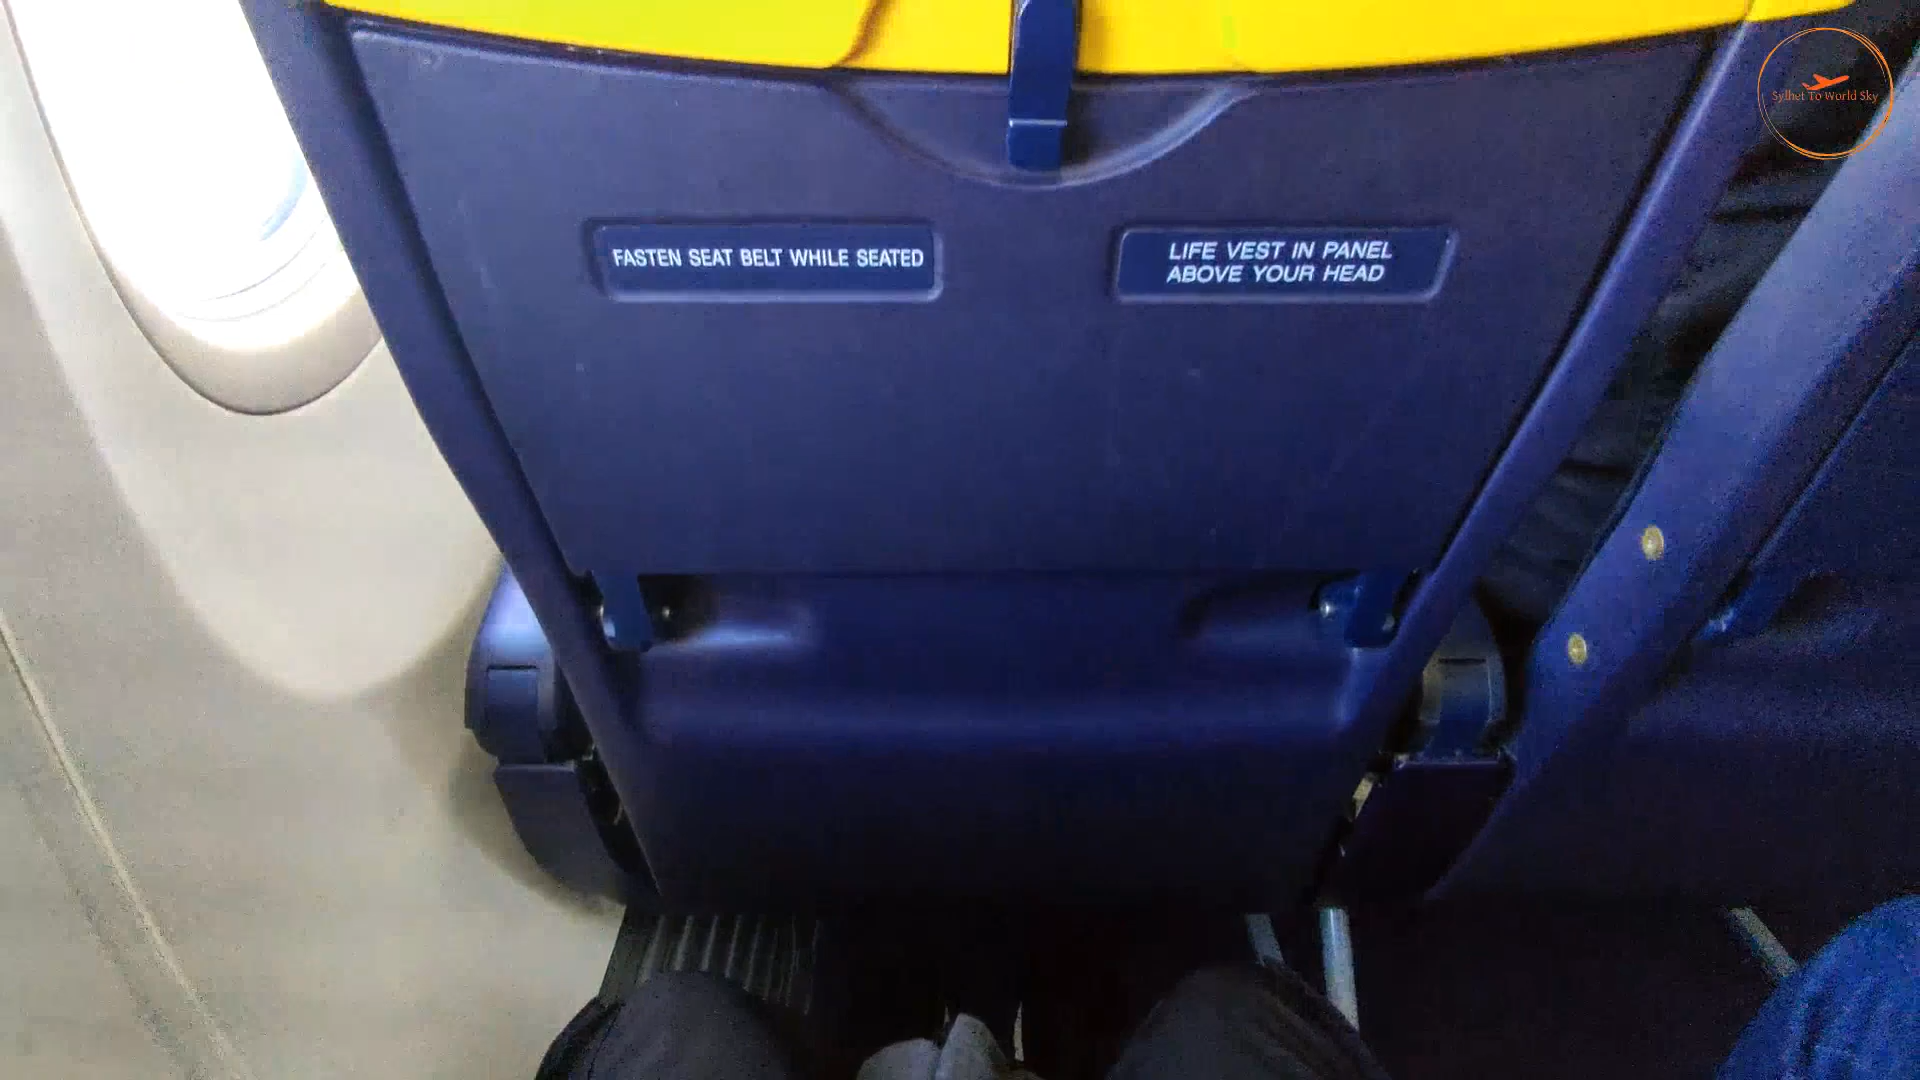 Sylhet To World Sky
FASTEN SEAT BELT WHILE SEATED
LIFE VEST IN PANEL
ABOVE YOUR HEAD